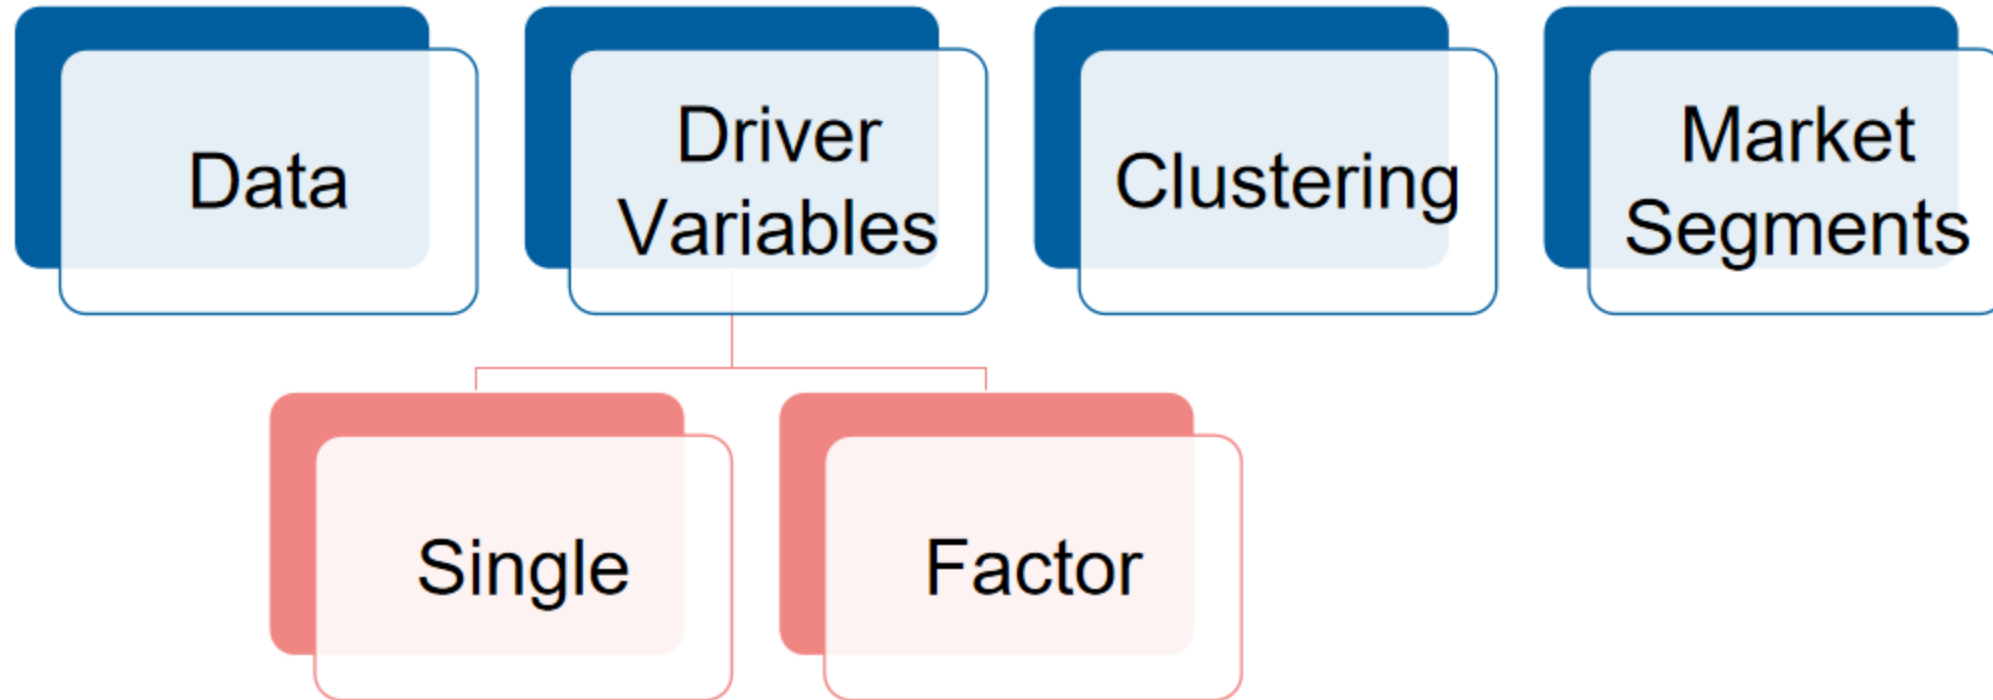 Data
Driver
Variables
Clustering
Market
Segments
Single
Factor